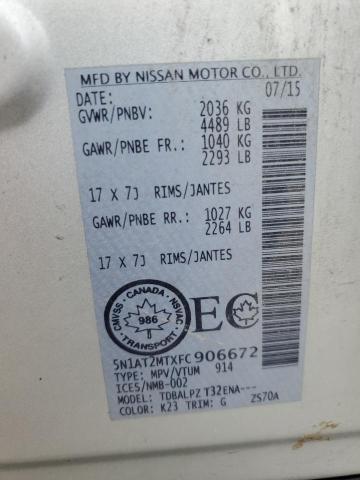 MFD BY NISSAN MOTOR CO., LTD.
DATE: 07/15
GVWR/PNBV: 2036 KG
4489 LB
GAWR/PNBE FR.: 1040 KG
2293 LB
17 X 7J RIMS/JANTES
GAWR/PNBE RR.: 1027 KG
2264 LB
17 X 7J RIMS/JANTES
CANADA
CMVSS NSVAC
986
TRANSPORT
EC
5N1AT2MTXFC906672
TYPE: MPV/VTUM 914
ICES/NMB-002
MODEL: TDBALPZ T32ENA---
COLOR: K23 TRIM: G ZS70A